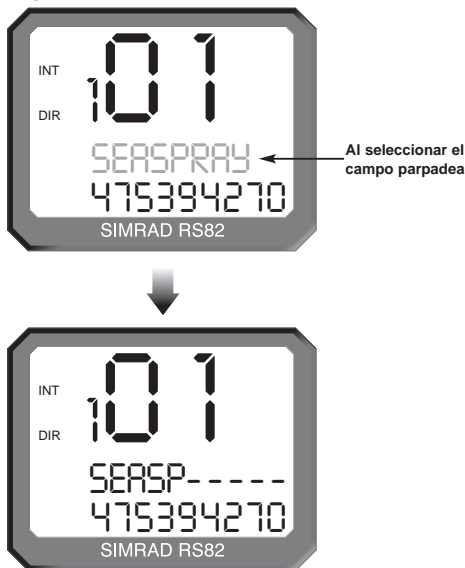 01
INT
1
DIR
SEASPRAY
475394270
SIMRAD RS82
Al seleccionar el
campo parpadea
01
INT
1
DIR
SEASP-----
475394270
SIMRAD RS82